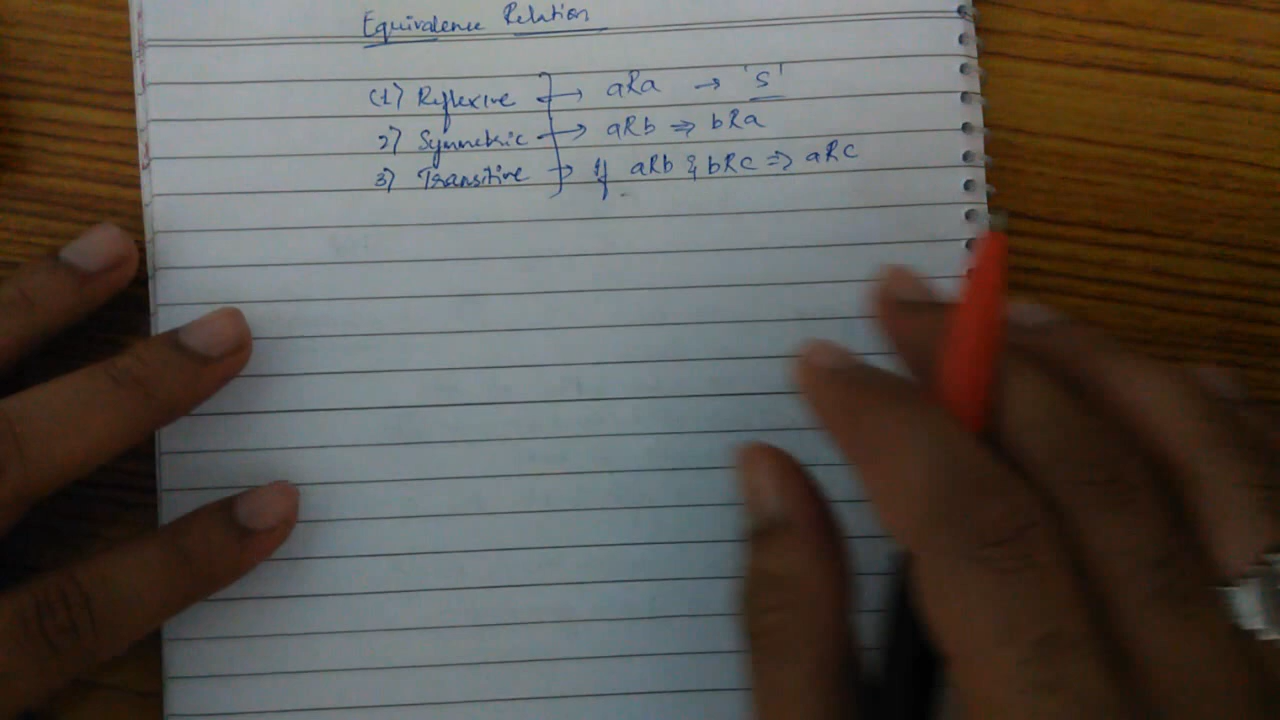 Equivalence Relation
(1) Reflexive → aRa → 'S'
2) Symmetric → aRb ⇒ bRa
3) Transitive → If aRb & bRc ⇒ aRc